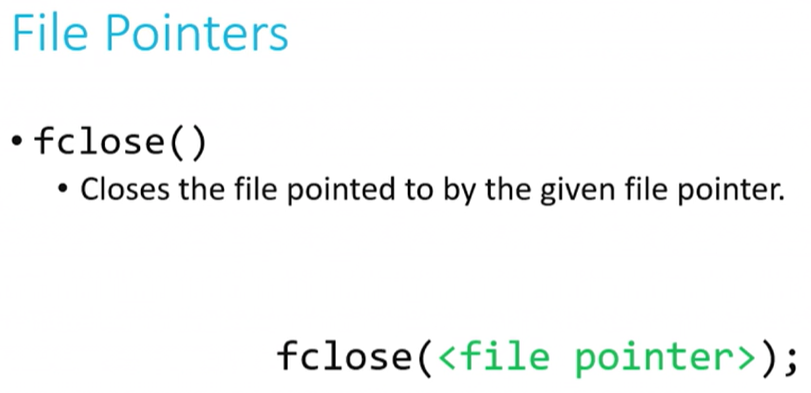 File Pointers
• fclose()
• Closes the file pointed to by the given file pointer.
fclose(<file pointer>);